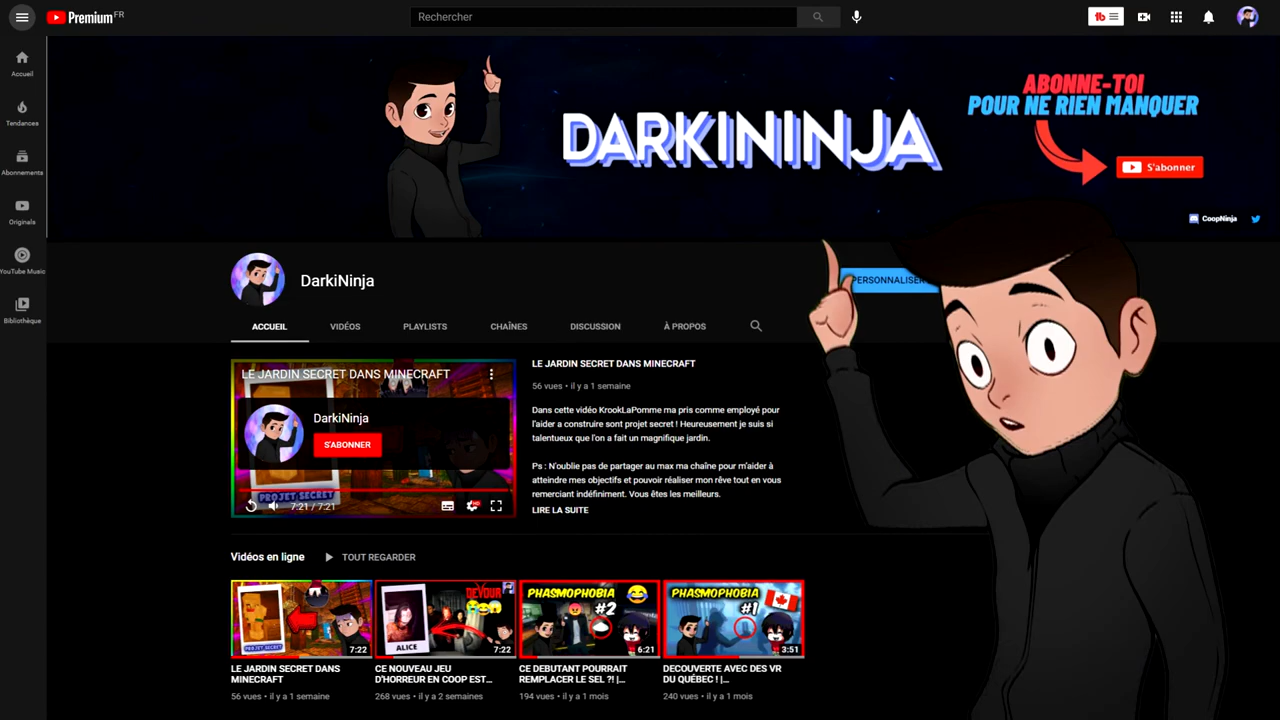 Premium FR
Rechercher
Accueil
Tendances
Abonnements
Originals
YouTube Music
Bibliothèque
DARKININJA
ABONNE-TOI
POUR NE RIEN MANQUER
S'abonner
CoopNinja
DarkiNinja
PERSONNALISER
ACCUEIL VIDÉOS PLAYLISTS CHAÎNES DISCUSSION À PROPOS
LE JARDIN SECRET DANS MINECRAFT
DarkiNinja
S'ABONNER
PROJET SECRET
7:21 / 7:21
LE JARDIN SECRET DANS MINECRAFT
56 vues • il y a 1 semaine
Dans cette vidéo KrookLaPomme ma pris comme employé pour
l'aider a construire sont projet secret ! Heureusement je suis si
talentueux que l'on a fait un magnifique jardin.
Ps : N'oublie pas de partager au max ma chaîne pour m'aider à
atteindre mes objectifs et pouvoir réaliser mon rêve tout en vous
remerciant indéfiniment. Vous êtes les meilleurs.
LIRE LA SUITE
Vidéos en ligne TOUT REGARDER
PROJET SECRET
7:22
LE JARDIN SECRET DANS
MINECRAFT
56 vues • il y a 1 semaine
DEVOUR
ALICE
7:22
CE NOUVEAU JEU
D'HORREUR EN COOP EST...
268 vues • il y a 2 semaines
PHASMOPHOBIA
#2
6:21
CE DEBUTANT POURRAIT
REMPLACER LE SEL ?! |...
194 vues • il y a 1 mois
PHASMOPHOBIA
#1
3:51
DECOUVERTE AVEC DES VR
DU QUÉBEC ! |...
240 vues • il y a 1 mois